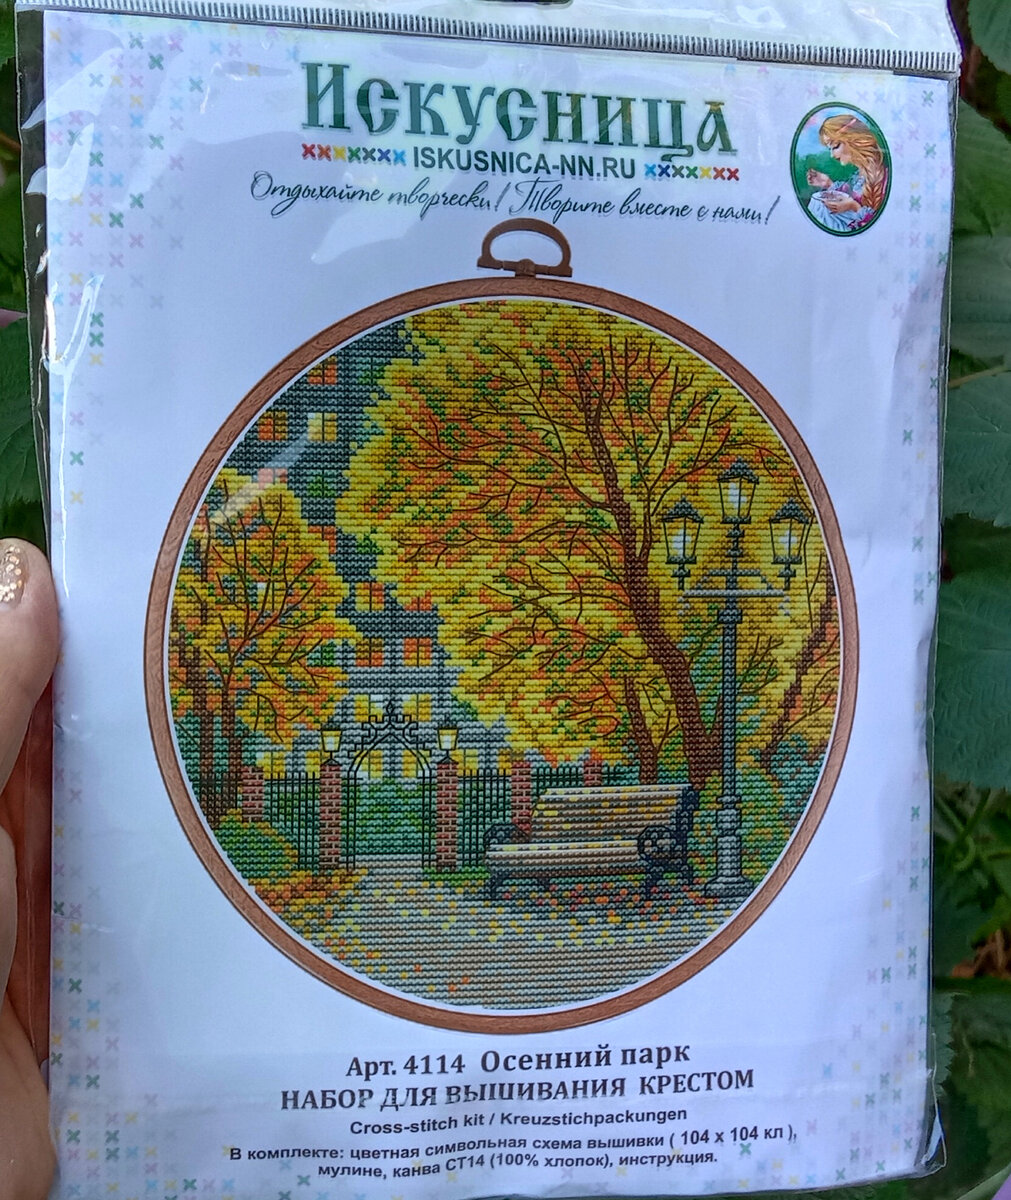 Искусница
ISKUSNICA-NN.RU
Отдыхайте творчески! Творите вместе с нами!
Арт. 4114 Осенний парк
НАБОР ДЛЯ ВЫШИВАНИЯ КРЕСТОМ
Cross-stitch kit / Kreuzstichpackungen
В комплекте: цветная символьная схема вышивки ( 104 х 104 кл ),
мулине, канва СТ14 (100% хлопок), инструкция.